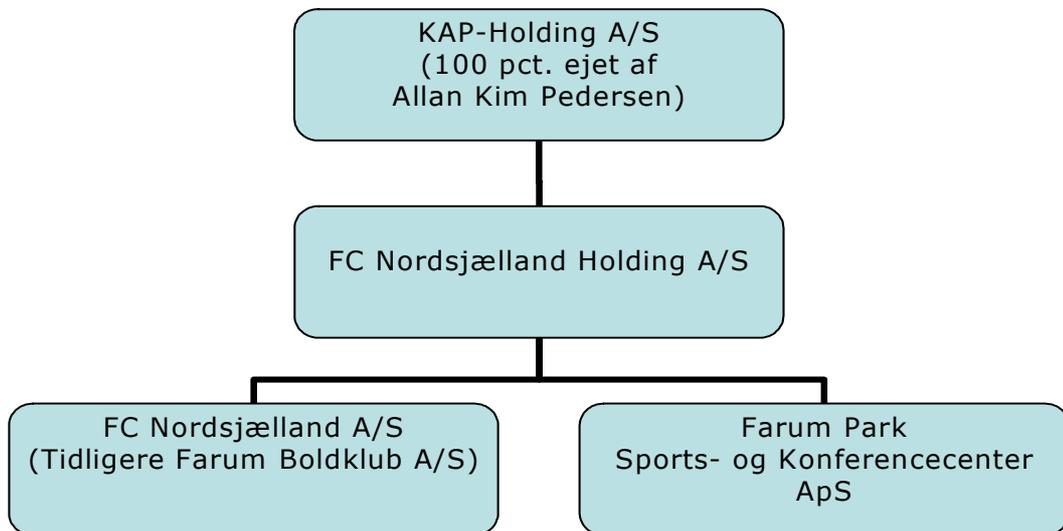 KAP-Holding A/S
(100 pct. ejet af
Allan Kim Pedersen)
FC Nordsjælland Holding A/S
FC Nordsjælland A/S
(Tidligere Farum Boldklub A/S)
Farum Park
Sports- og Konferencecenter
ApS